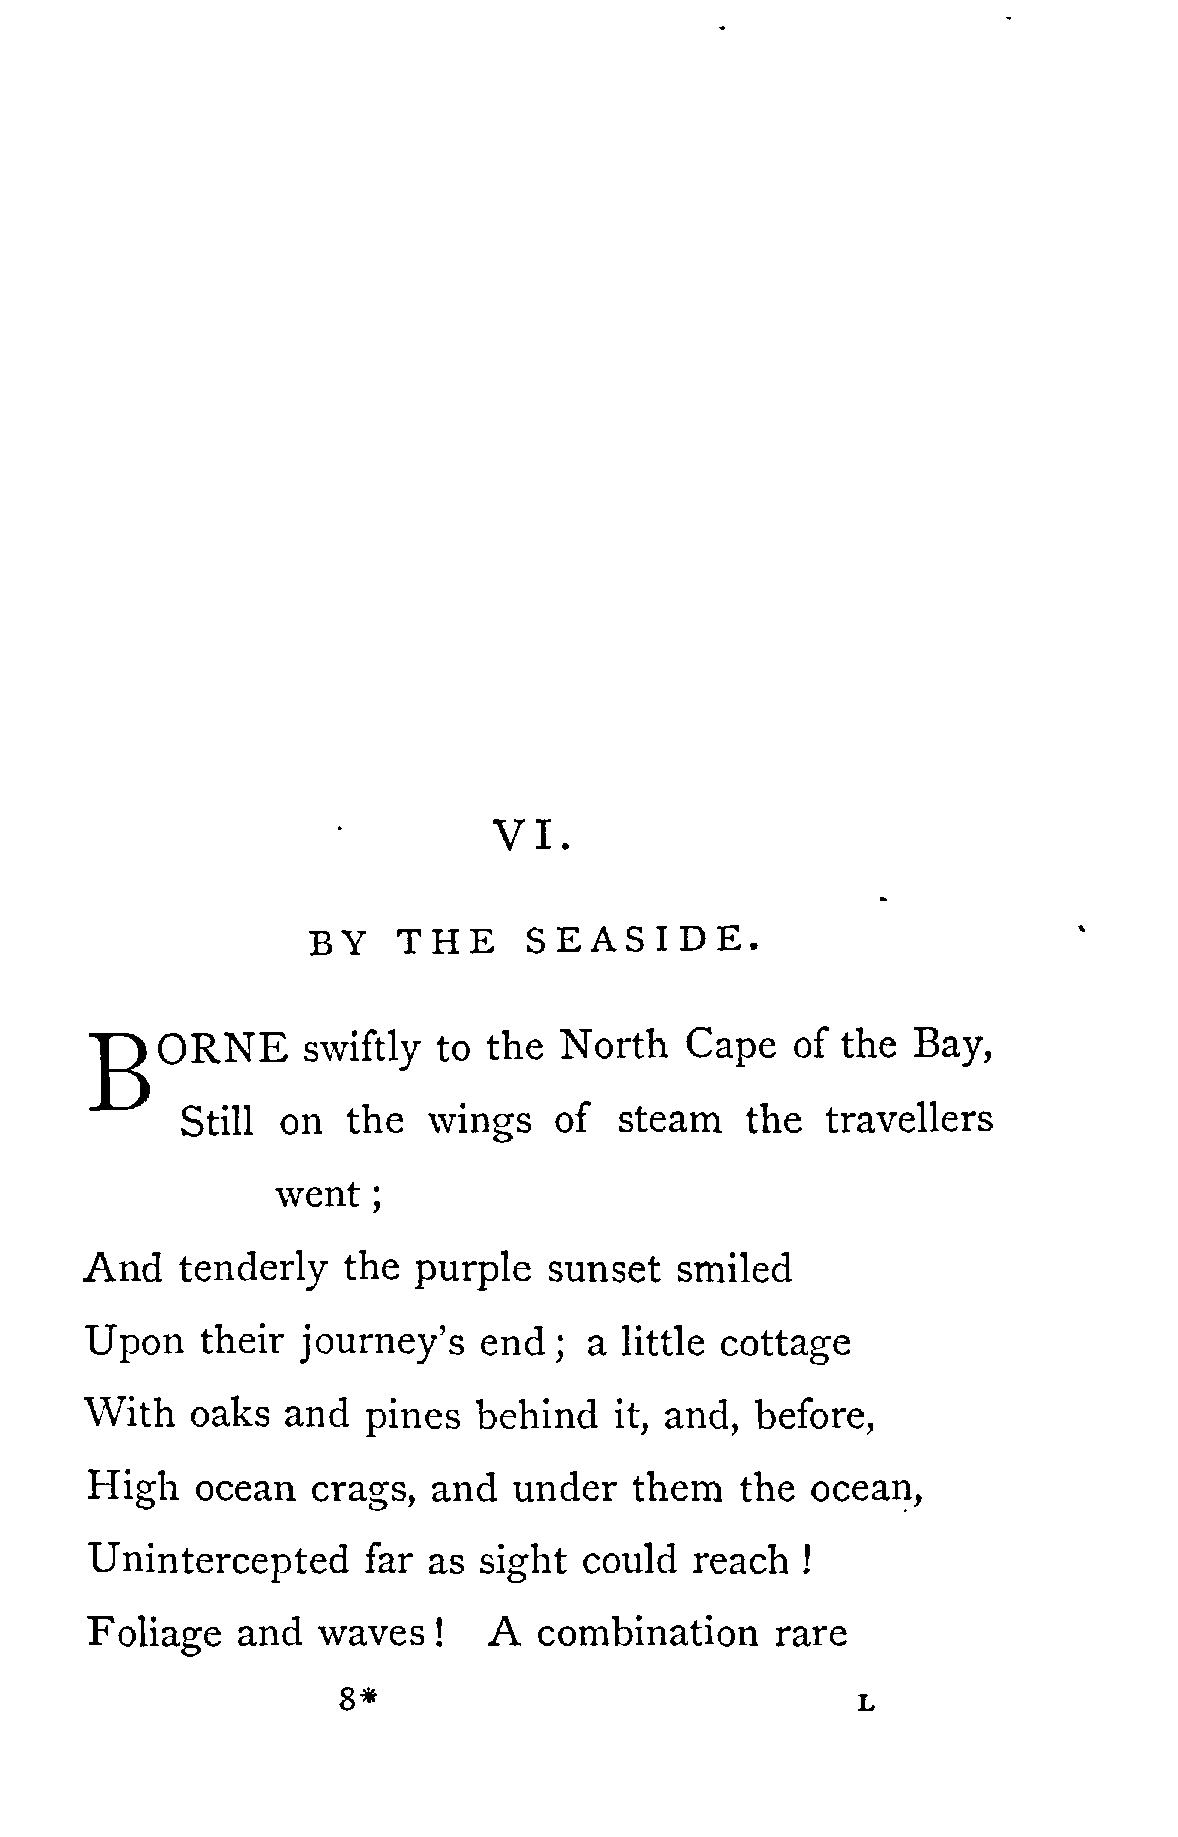 VI.
BY THE SEASIDE.
BORNE swiftly to the North Cape of the Bay,
Still on the wings of steam the travellers
went ;
And tenderly the purple sunset smiled
Upon their journey's end ; a little cottage
With oaks and pines behind it, and, before,
High ocean crags, and under them the ocean,
Unintercepted far as sight could reach !
Foliage and waves ! A combination rare
8* L